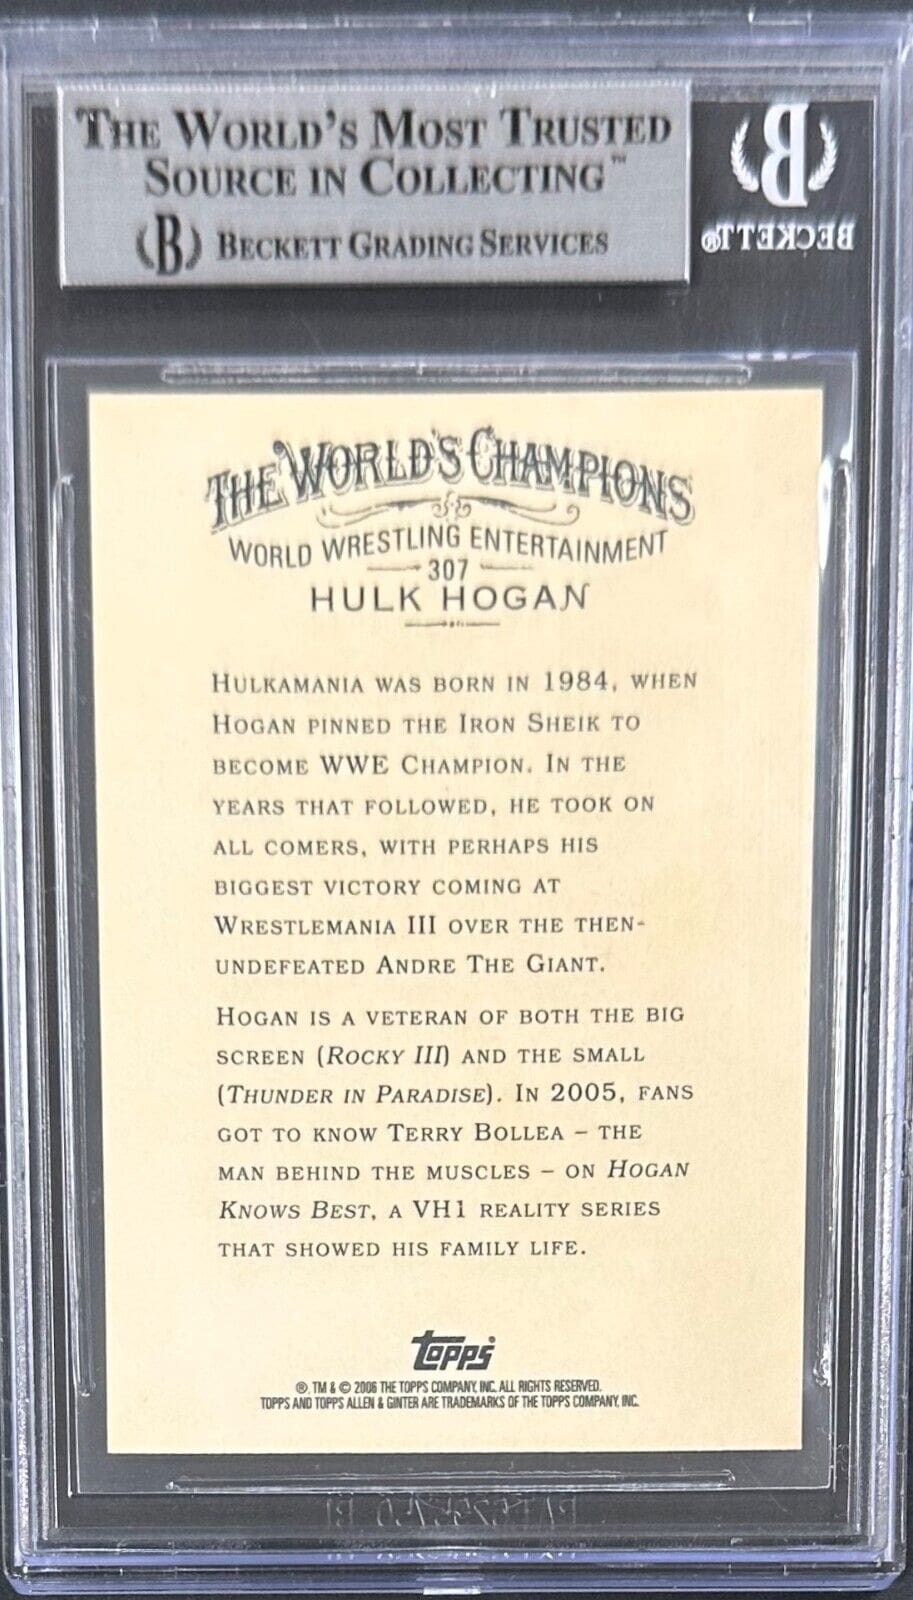 THE WORLD'S MOST TRUSTED
SOURCE IN COLLECTING™
B BECKETT GRADING SERVICES
B
BECKETT®
THE WORLD'S CHAMPIONS
WORLD WRESTLING ENTERTAINMENT
307
HULK HOGAN
HULKAMANIA WAS BORN IN 1984, WHEN
HOGAN PINNED THE IRON SHEIK TO
BECOME WWE CHAMPION. IN THE
YEARS THAT FOLLOWED, HE TOOK ON
ALL COMERS, WITH PERHAPS HIS
BIGGEST VICTORY COMING AT
WRESTLEMANIA III OVER THE THEN-
UNDEFEATED ANDRE THE GIANT.
HOGAN IS A VETERAN OF BOTH THE BIG
SCREEN (ROCKY III) AND THE SMALL
(THUNDER IN PARADISE). IN 2005, FANS
GOT TO KNOW TERRY BOLLEA – THE
MAN BEHIND THE MUSCLES – ON HOGAN
KNOWS BEST, A VH1 REALITY SERIES
THAT SHOWED HIS FAMILY LIFE.
TOPPS®
®, TM & © 2006 THE TOPPS COMPANY, INC. ALL RIGHTS RESERVED.
TOPPS AND TOPPS ALLEN & GINTER ARE TRADEMARKS OF THE TOPPS COMPANY, INC.